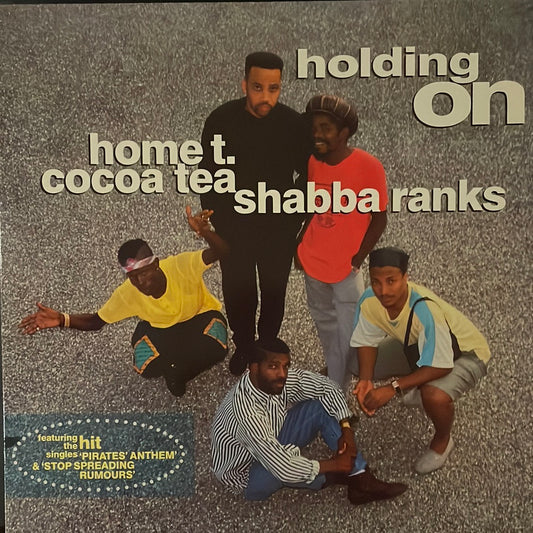 holding
on
home t.
cocoa tea
shabba ranks
featuring
the hit
singles 'PIRATES' ANTHEM'
& 'STOP SPREADING
RUMOURS'